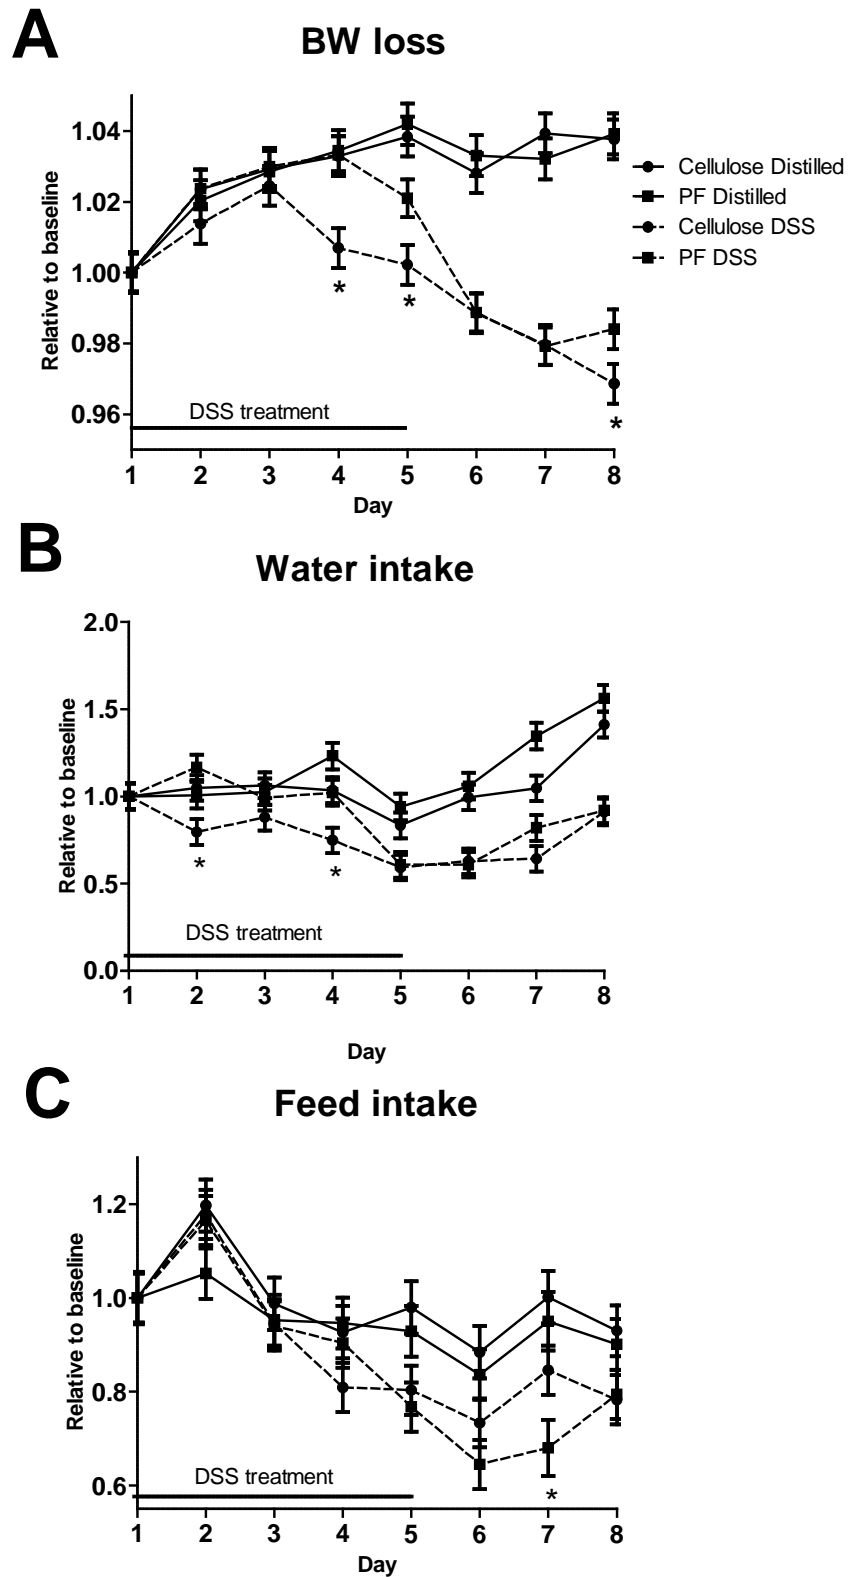 A
BW loss
Relative to baseline
1.04
1.02
1.00
0.98
0.96
Cellulose Distilled
PF Distilled
Cellulose DSS
PF DSS
*
*
*
DSS treatment
1 2 3 4 5 6 7 8
Day
B
Water intake
Relative to baseline
2.0
1.5
1.0
0.5
0.0
*
*
DSS treatment
1 2 3 4 5 6 7 8
Day
C
Feed intake
Relative to baseline
1.2
1.0
0.8
0.6
DSS treatment
*
1 2 3 4 5 6 7 8
Day